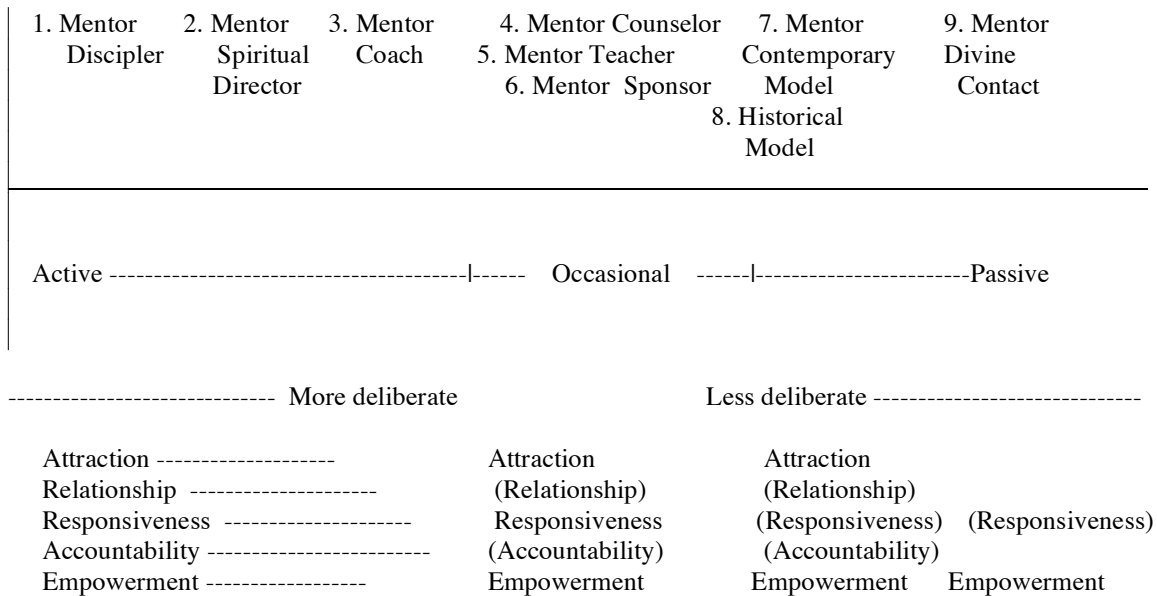 1. Mentor 2. Mentor 3. Mentor 4. Mentor Counselor 7. Mentor 9. Mentor
Discipler Spiritual Coach 5. Mentor Teacher Contemporary Divine
Director 6. Mentor Sponsor Model Contact
8. Historical
Model
Active ----------------------------------------|------ Occasional ------|------------------------Passive
------------------------------ More deliberate Less deliberate ------------------------------
Attraction -------------------- Attraction Attraction
Relationship --------------------- (Relationship) (Relationship)
Responsiveness --------------------- Responsiveness (Responsiveness) (Responsiveness)
Accountability ------------------------- (Accountability) (Accountability)
Empowerment ------------------ Empowerment Empowerment Empowerment